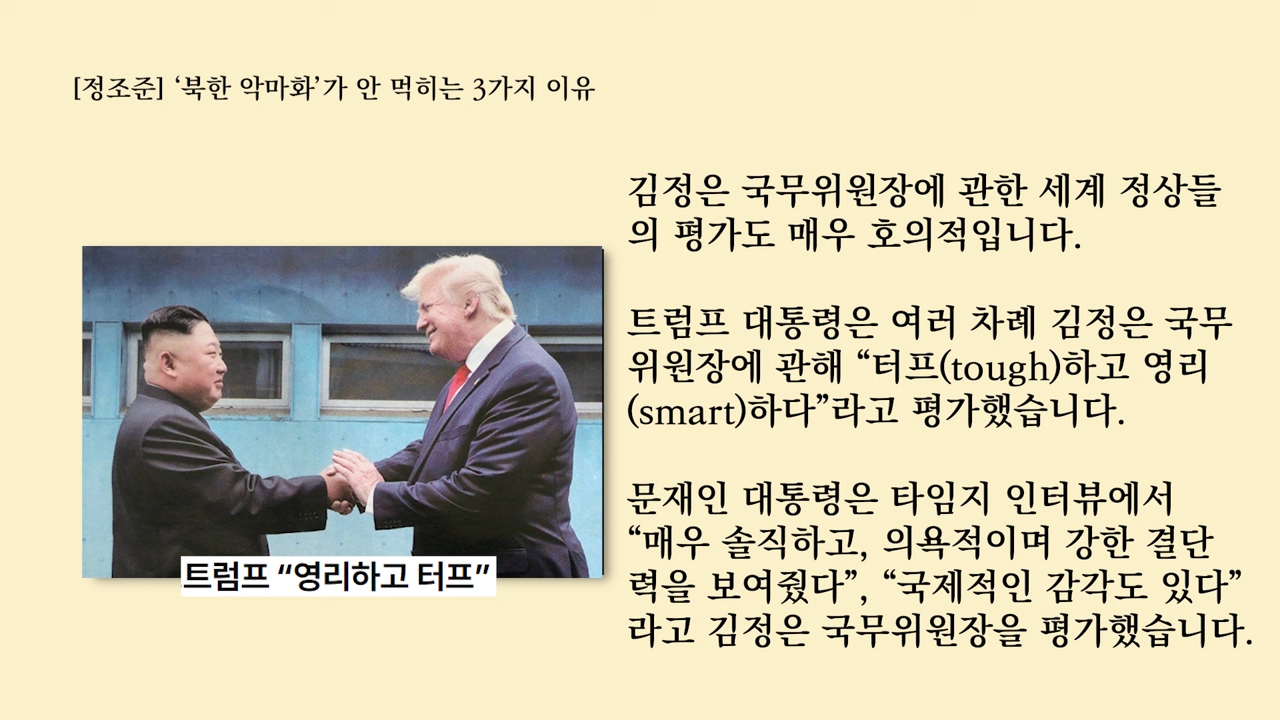 [정조준] ‘북한 악마화’가 안 먹히는 3가지 이유
김정은 국무위원장에 관한 세계 정상들
의 평가도 매우 호의적입니다.
트럼프 대통령은 여러 차례 김정은 국무
위원장에 관해 “터프(tough)하고 영리
(smart)하다”라고 평가했습니다.
문재인 대통령은 타임지 인터뷰에서
“매우 솔직하고, 의욕적이며 강한 결단
력을 보여줬다”, “국제적인 감각도 있다”
라고 김정은 국무위원장을 평가했습니다.
트럼프 “영리하고 터프”